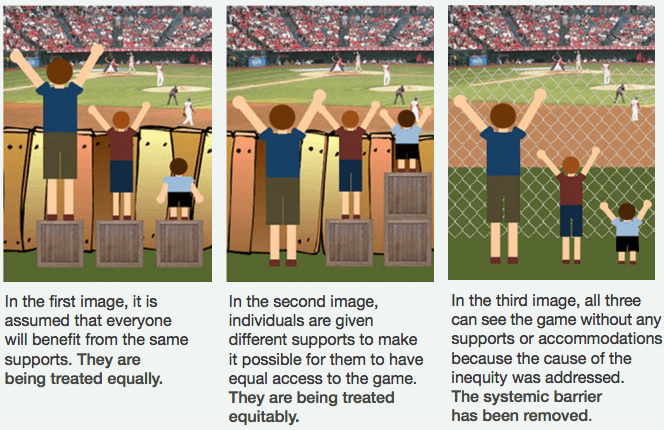 In the first image, it is
assumed that everyone
will benefit from the same
supports. They are
being treated equally.
In the second image,
individuals are given
different supports to make
it possible for them to have
equal access to the game.
They are being treated
equitably.
In the third image, all three
can see the game without any
supports or accommodations
because the cause of the
inequity was addressed.
The systemic barrier
has been removed.